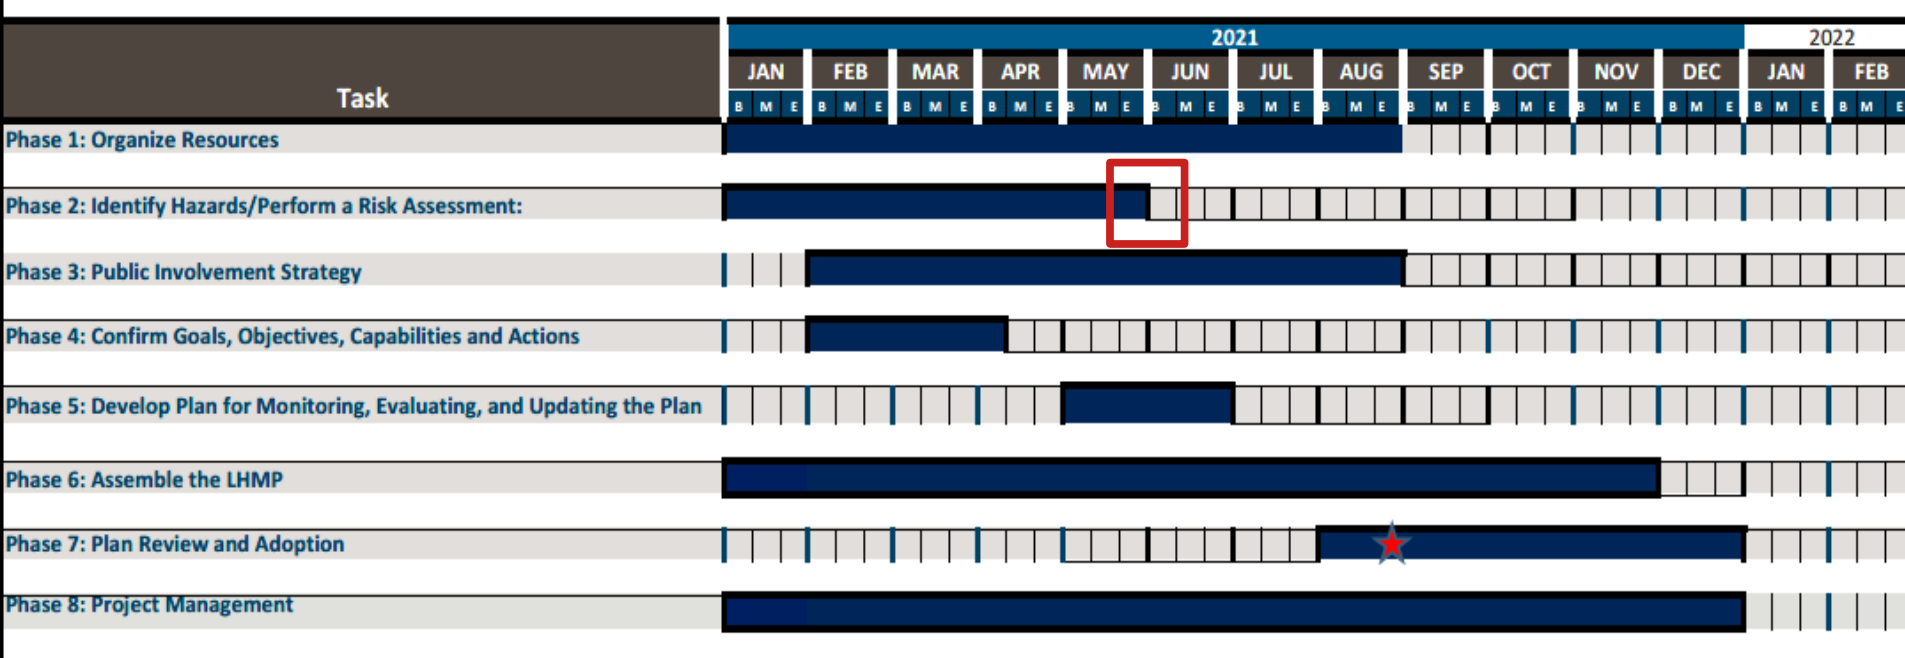 2021 2022
Task
JAN FEB MAR APR MAY JUN JUL AUG SEP OCT NOV DEC JAN FEB
B M E B M E B M E B M E B M E B M E B M E B M E B M E B M E B M E B M E B M E B M E
Phase 1: Organize Resources
Phase 2: Identify Hazards/Perform a Risk Assessment:
Phase 3: Public Involvement Strategy
Phase 4: Confirm Goals, Objectives, Capabilities and Actions
Phase 5: Develop Plan for Monitoring, Evaluating, and Updating the Plan
Phase 6: Assemble the LHMP
Phase 7: Plan Review and Adoption
Phase 8: Project Management